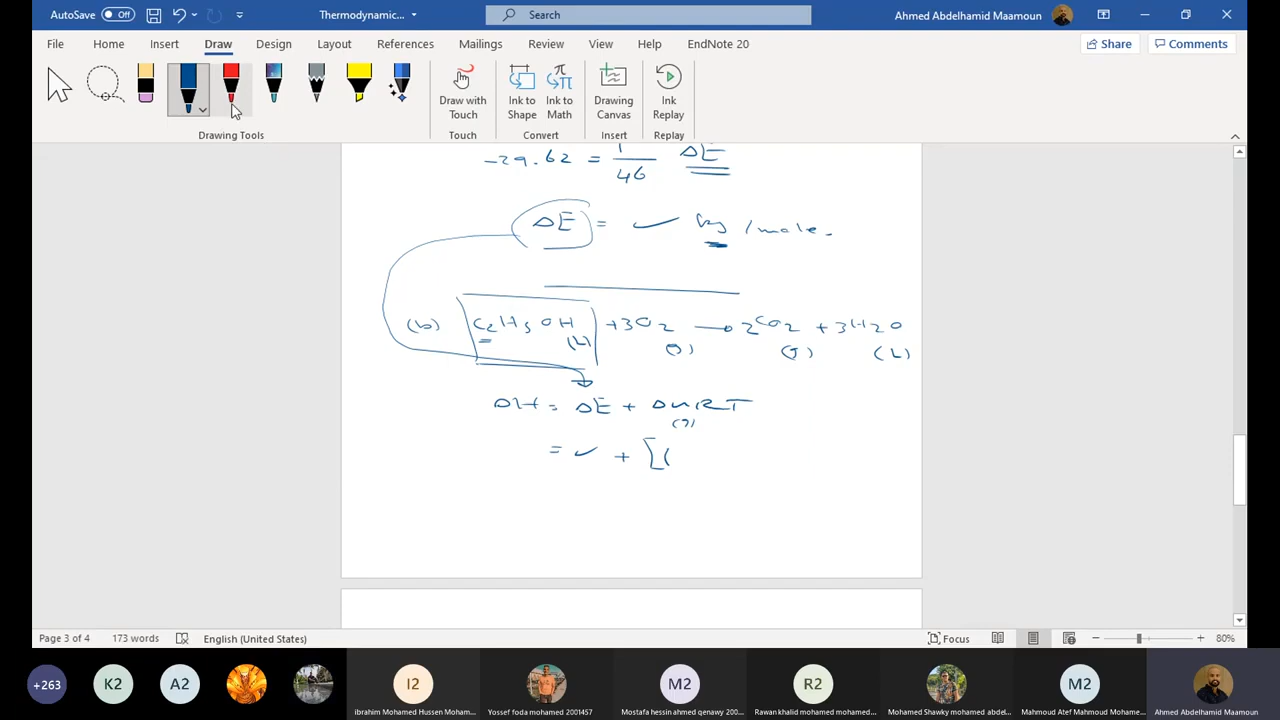 AutoSave Off Thermodynamic... Search Ahmed Abdelhamid Maamoun
File Home Insert Draw Design Layout References Mailings Review View Help EndNote 20 Share Comments
Draw with Touch Ink to Shape Ink to Math Drawing Canvas Ink Replay
Drawing Tools Touch Convert Insert Replay
-29.62 = 1/46 ΔE
ΔE = ✓ /mole.
(b) C2H5OH (L) + 3O2 (g) → 2CO2 (g) + 3H2O (L)
ΔH = ΔE + Δn(g)RT
= ✓ + [(
Page 3 of 4 173 words English (United States) Focus 80%
+263 K2 A2 I2 M2 R2 M2
ibrahim Mohamed Hussen Moham... Yossef foda mohamed 2001457 Mostafa hessin ahmed qenawy 200... Rawan khalid mohamed mohamed... Mohamed Shawky mohamed abdel... Mahmoud Atef Mahmoud Mohame... Ahmed Abdelhamid Maamoun